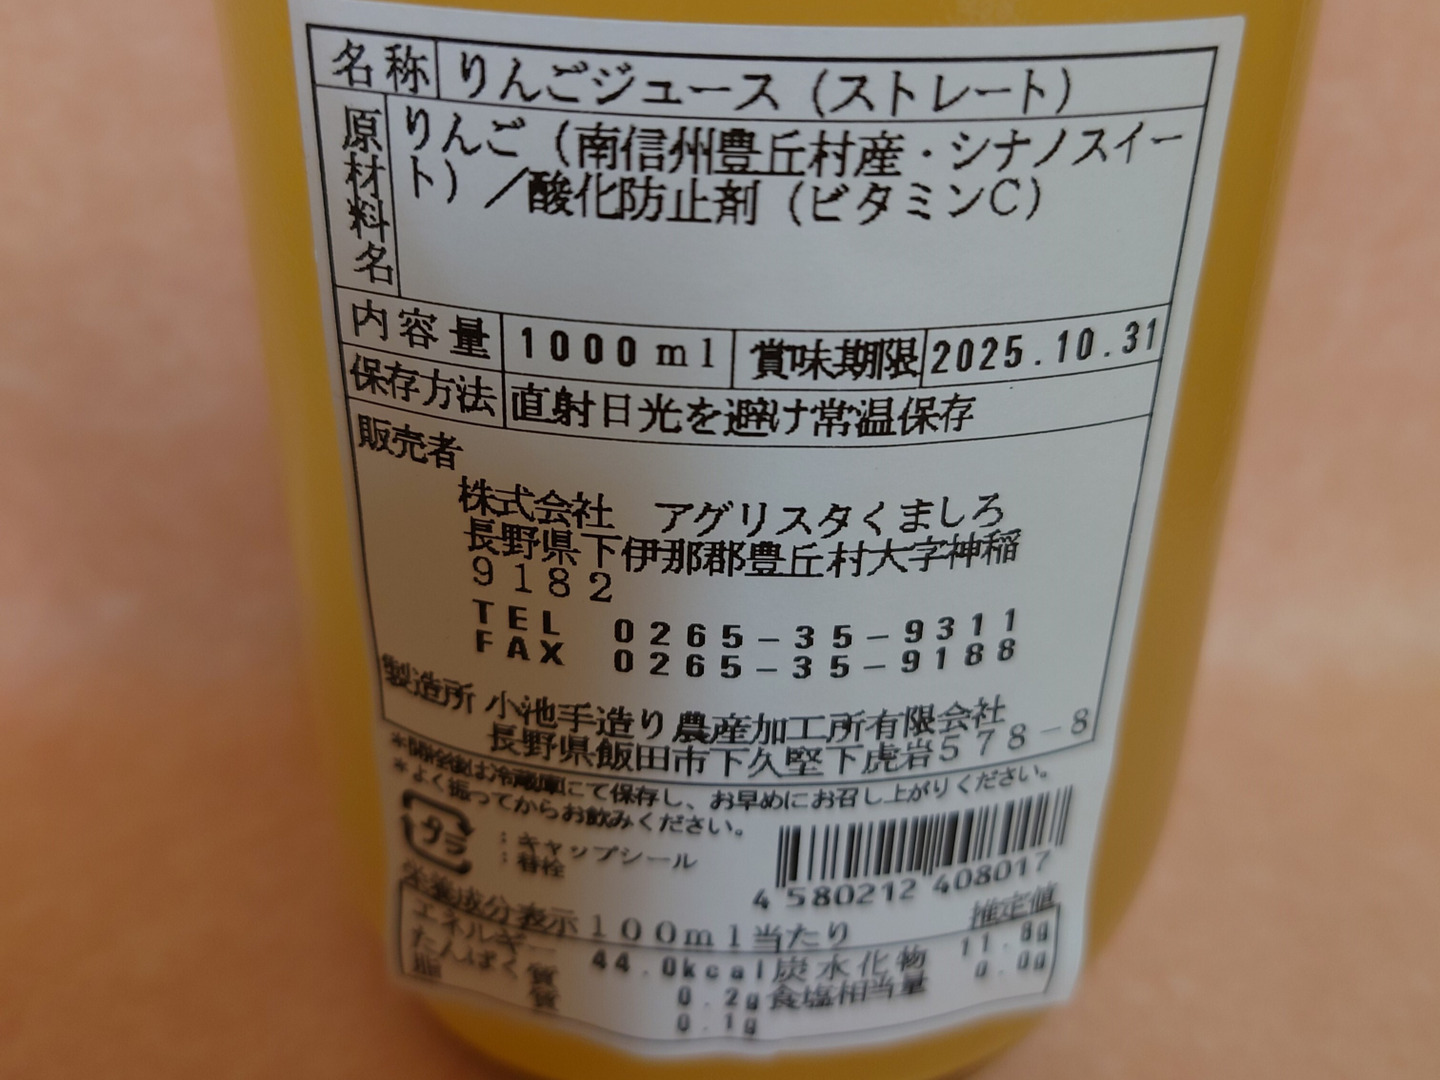 名称 りんごジュース（ストレート）
原材料名 りんご（南信州豊丘村産・シナノスイー
ト）／酸化防止剤（ビタミンC）
内容量 1000ml 賞味期限 2025.10.31
保存方法 直射日光を避け常温保存
販売者
株式会社　アグリスタくましろ
長野県下伊那郡豊丘村大字神稲
9182
TEL 0265-35-9311
FAX 0265-35-9188
製造所 小池手造り農産加工所有限会社
長野県飯田市下久堅下虎岩578-8
*開栓後は冷蔵庫にて保存し、お早めにお召し上がりください。
*よく振ってからお飲みください。
プラ :キャップシール
:替栓
4 580212 408017
栄養成分表示100ml当たり 推定値
エネルギー 44.0kcal 炭水化物 11.8g
たんぱく質 0.2g 食塩相当量 0.0g
脂質 0.1g